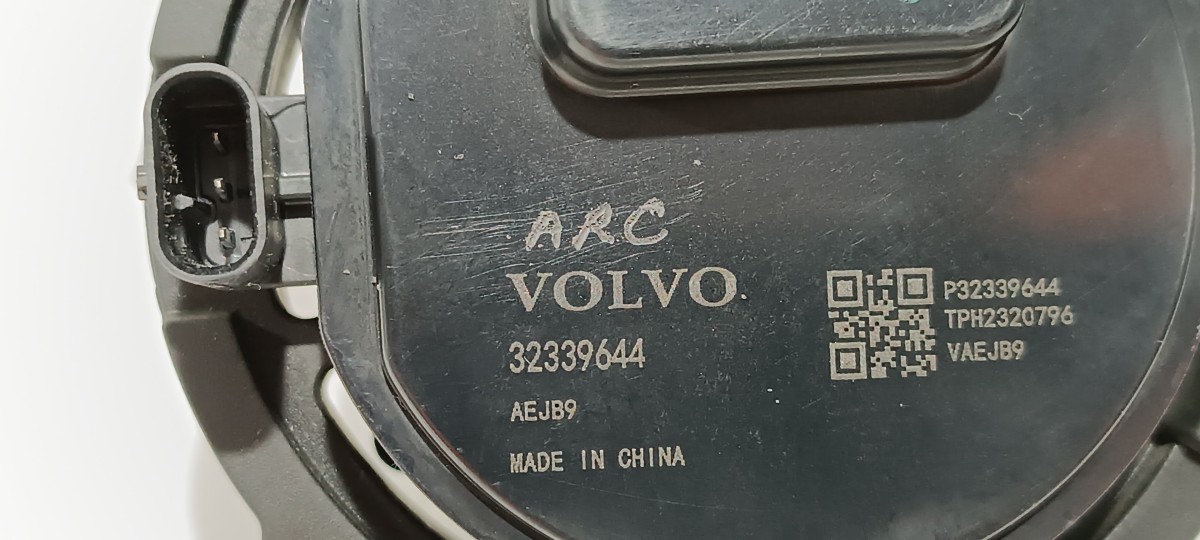 ARC
VOLVO
32339644
AEJB9
MADE IN CHINA
P32339644
TPH2320796
VAEJB9